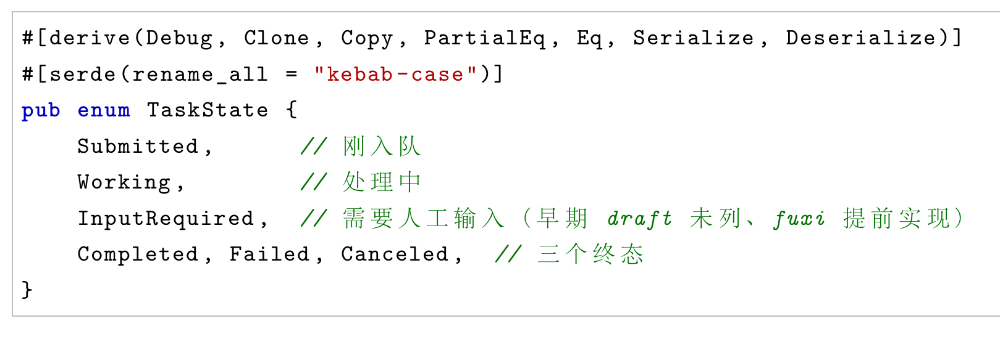 #[derive(Debug, Clone, Copy, PartialEq, Eq, Serialize, Deserialize)]
#[serde(rename_all = "kebab-case")]
pub enum TaskState {
    Submitted,      // 刚入队
    Working,        // 处理中
    InputRequired,  // 需要人工输入（早期 draft 未列、fuxi 提前实现）
    Completed, Failed, Canceled,  // 三个终态
}